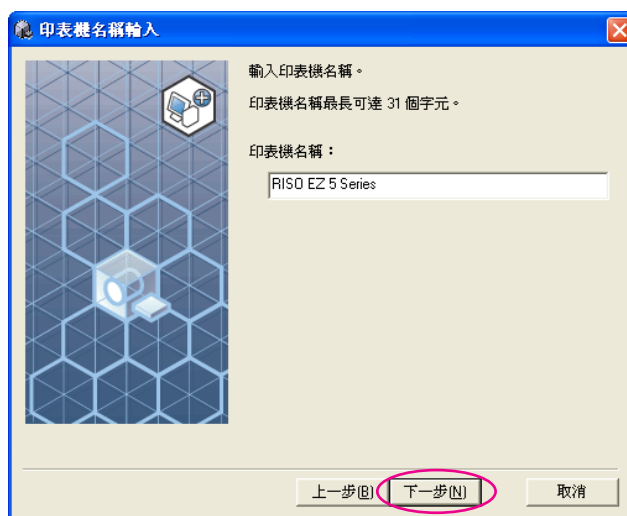 印表機名稱輸入
輸入印表機名稱。
印表機名稱最長可達 31 個字元。
印表機名稱：
RISO EZ 5 Series
上一步(B) 下一步(N) 取消